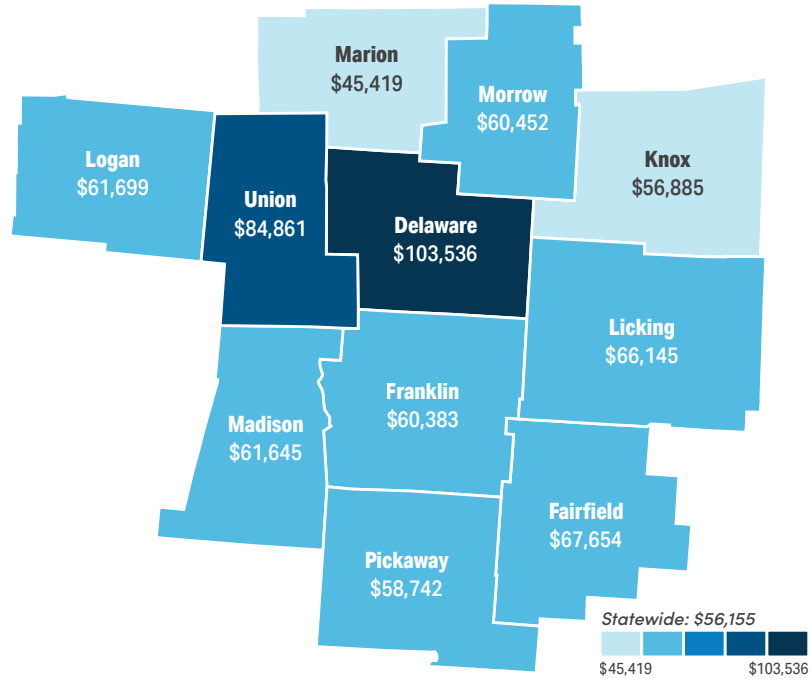 Marion
$45,419
Morrow
$60,452
Logan
$61,699
Knox
$56,885
Union
$84,861
Delaware
$103,536
Licking
$66,145
Franklin
$60,383
Madison
$61,645
Fairfield
$67,654
Pickaway
$58,742
Statewide: $56,155
$45,419 $103,536